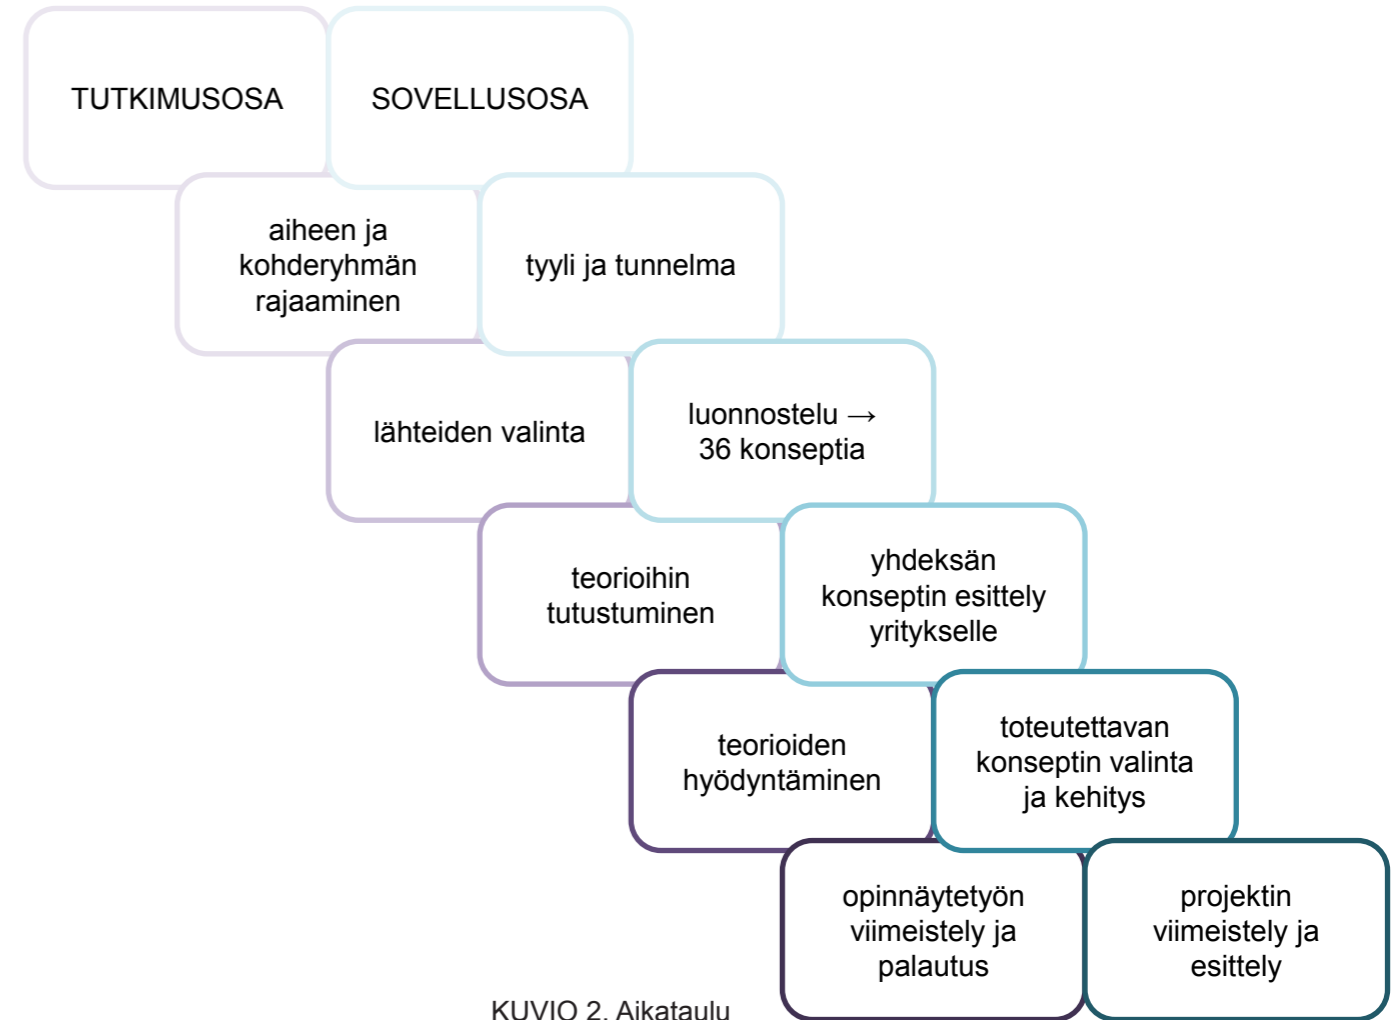 TUTKIMUSOSA
SOVELLUSOSA
aiheen ja
kohderyhmän
rajaaminen
tyyli ja tunnelma
lähteiden valinta
luonnostelu →
36 konseptia
teorioihin
tutustuminen
yhdeksän
konseptin esittely
yritykselle
teorioiden
hyödyntäminen
toteutettavan
konseptin valinta
ja kehitys
opinnäytetyön
viimeistely ja
palautus
projektin
viimeistely ja
esittely
KUVIO 2. Aikataulu